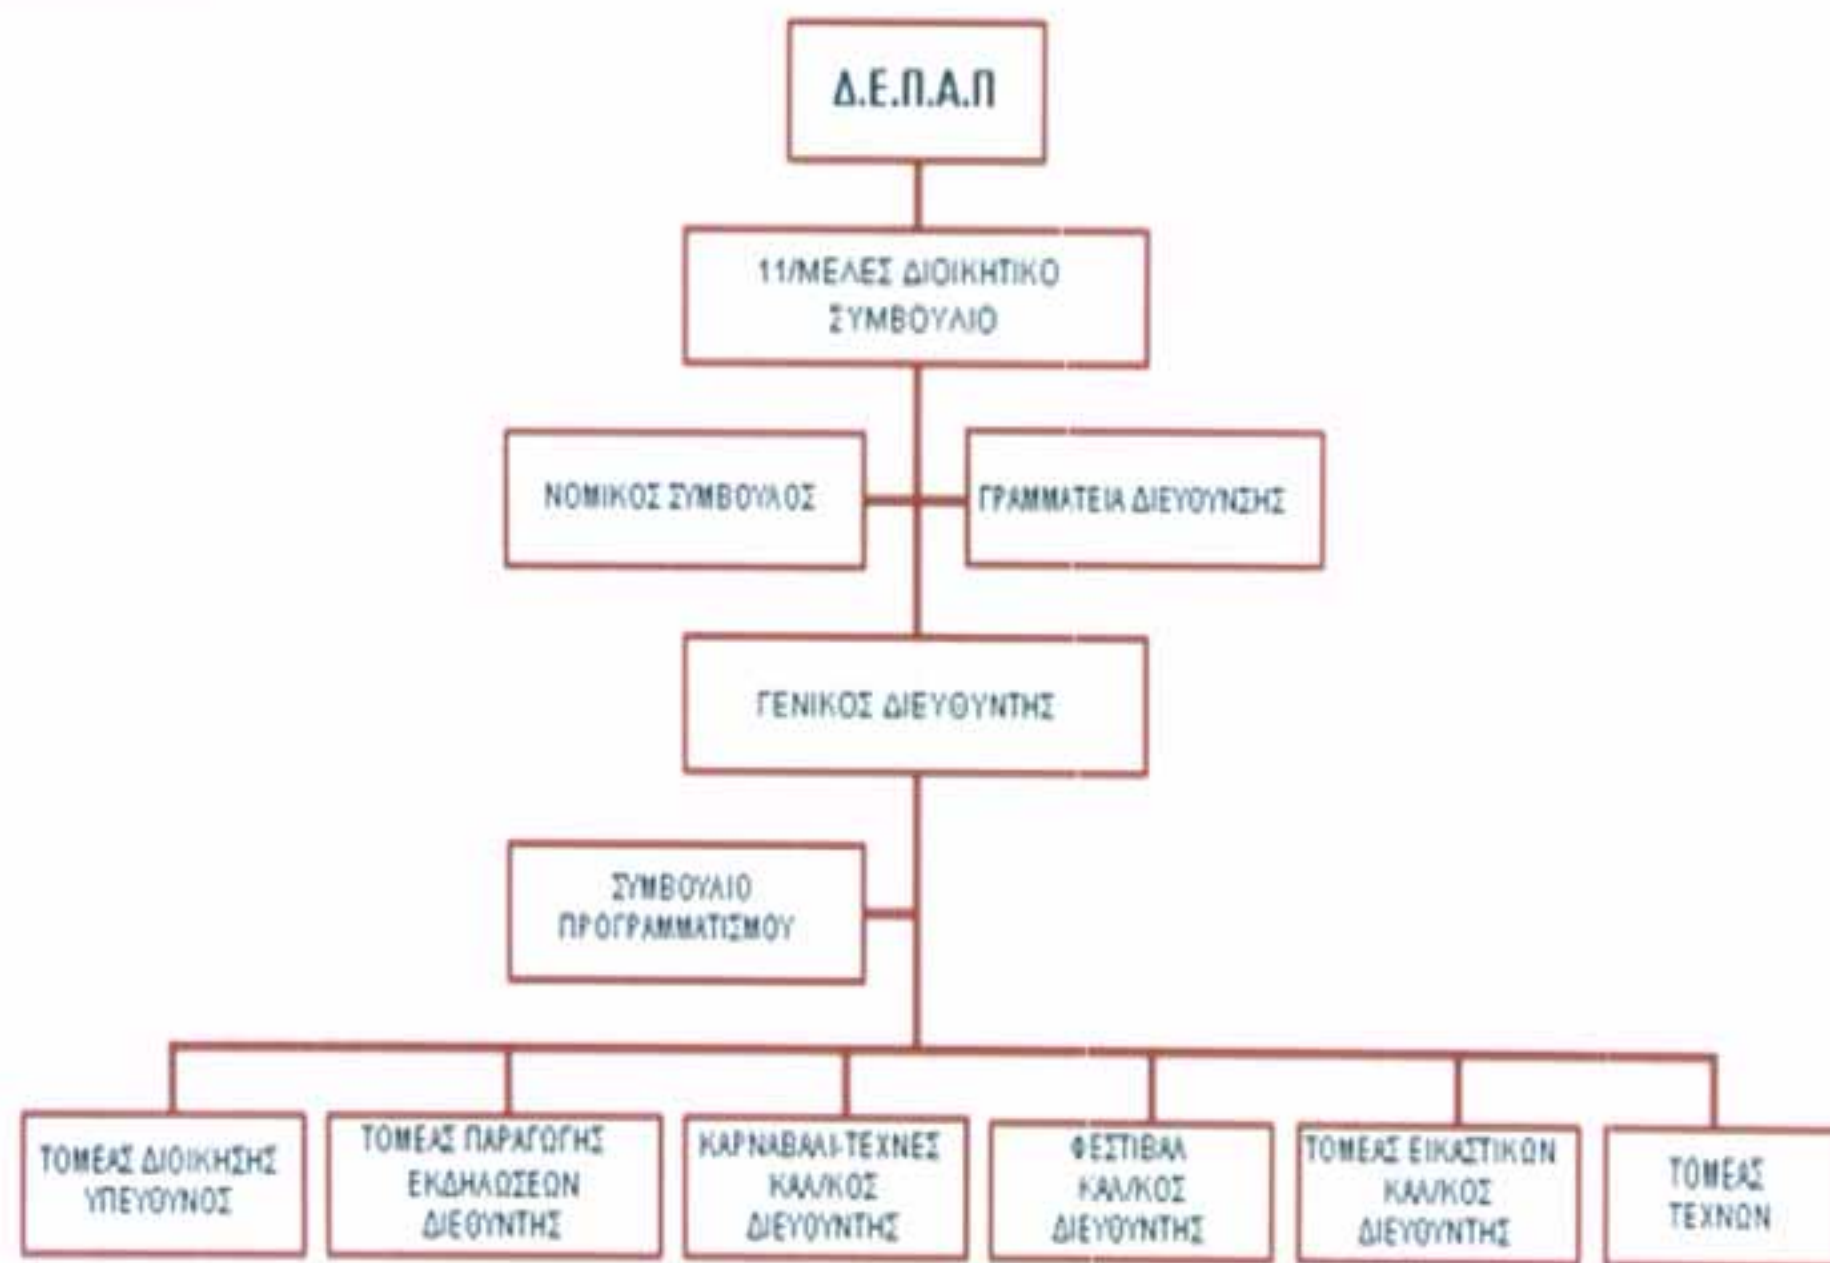 Δ.Ε.Π.Α.Π
11/ΜΕΛΕΣ ΔΙΟΙΚΗΤΙΚΟ
ΣΥΜΒΟΥΛΙΟ
ΝΟΜΙΚΟΣ ΣΥΜΒΟΥΛΟΣ
ΓΡΑΜΜΑΤΕΙΑ ΔΙΕΥΘΥΝΣΗΣ
ΓΕΝΙΚΟΣ ΔΙΕΥΘΥΝΤΗΣ
ΣΥΜΒΟΥΛΙΟ
ΠΡΟΓΡΑΜΜΑΤΙΣΜΟΥ
ΤΟΜΕΑΣ ΔΙΟΙΚΗΣΗΣ
ΥΠΕΥΘΥΝΟΣ
ΤΟΜΕΑΣ ΠΑΡΑΓΩΓΗΣ
ΕΚΔΗΛΩΣΕΩΝ
ΔΙΕΘΥΝΤΗΣ
ΚΑΡΝΑΒΑΛΙ-ΤΕΧΝΕΣ
ΚΑΛ/ΚΟΣ
ΔΙΕΥΘΥΝΤΗΣ
ΦΕΣΤΙΒΑΛ
ΚΑΛ/ΚΟΣ
ΔΙΕΥΘΥΝΤΗΣ
ΤΟΜΕΑΣ ΕΙΚΑΣΤΙΚΩΝ
ΚΑΛ/ΚΟΣ
ΔΙΕΥΘΥΝΤΗΣ
ΤΟΜΕΑΣ
ΤΕΧΝΩΝ